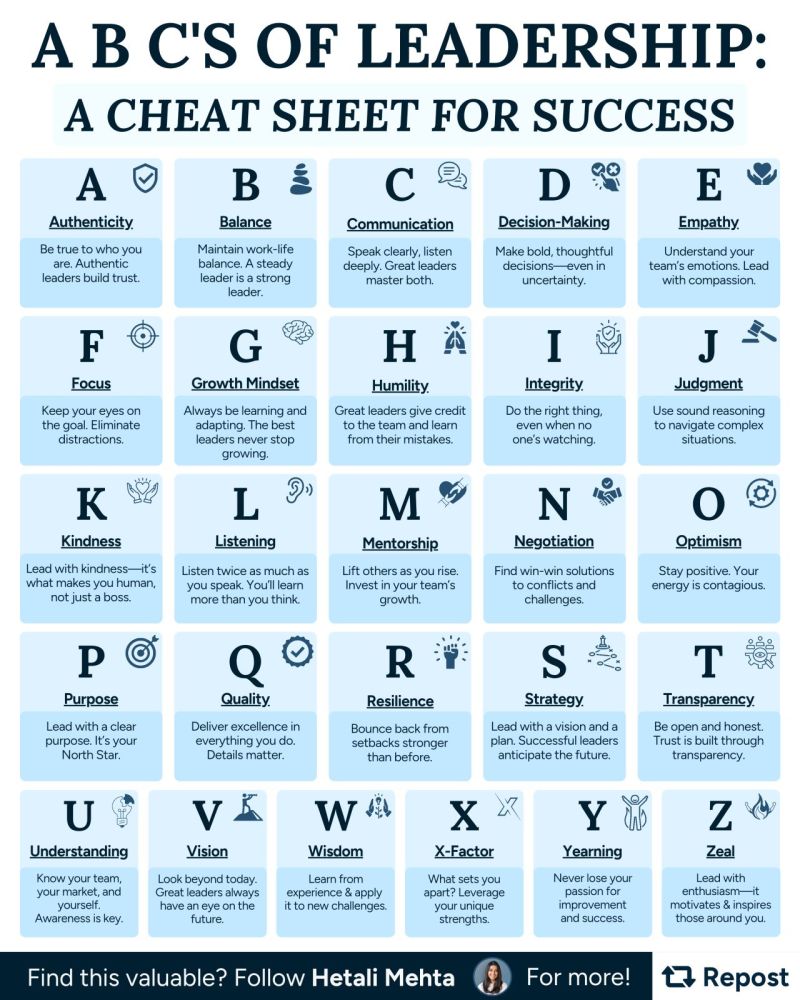 A B C'S OF LEADERSHIP:
A CHEAT SHEET FOR SUCCESS
A
Authenticity
Be true to who you
are. Authentic
leaders build trust.
B
Balance
Maintain work-life
balance. A steady
leader is a strong
leader.
C
Communication
Speak clearly, listen
deeply. Great leaders
master both.
D
Decision-Making
Make bold, thoughtful
decisions—even in
uncertainty.
E
Empathy
Understand your
team's emotions. Lead
with compassion.
F
Focus
Keep your eyes on
the goal. Eliminate
distractions.
G
Growth Mindset
Always be learning and
adapting. The best
leaders never stop
growing.
H
Humility
Great leaders give credit
to the team and learn
from their mistakes.
I
Integrity
Do the right thing,
even when no
one's watching.
J
Judgment
Use sound reasoning
to navigate complex
situations.
K
Kindness
Lead with kindness—it's
what makes you human,
not just a boss.
L
Listening
Listen twice as much as
you speak. You'll learn
more than you think.
M
Mentorship
Lift others as you rise.
Invest in your team's
growth.
N
Negotiation
Find win-win solutions
to conflicts and
challenges.
O
Optimism
Stay positive. Your
energy is contagious.
P
Purpose
Lead with a clear
purpose. It's your
North Star.
Q
Quality
Deliver excellence in
everything you do.
Details matter.
R
Resilience
Bounce back from
setbacks stronger
than before.
S
Strategy
Lead with a vision and a
plan. Successful leaders
anticipate the future.
T
Transparency
Be open and honest.
Trust is built through
transparency.
U
Understanding
Know your team,
your market, and
yourself.
Awareness is key.
V
Vision
Look beyond today.
Great leaders always
have an eye on the
future.
W
Wisdom
Learn from
experience & apply
it to new challenges.
X
X-Factor
What sets you
apart? Leverage
your unique
strengths.
Y
Yearning
Never lose your
passion for
improvement
and success.
Z
Zeal
Lead with
enthusiasm—it
motivates & inspires
those around you.
Find this valuable? Follow Hetali Mehta For more! Repost